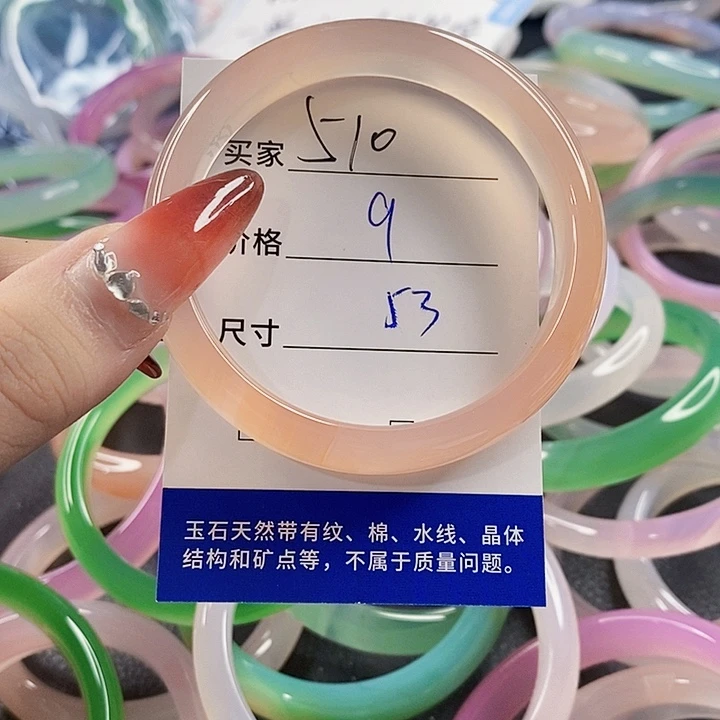 买家 510
价格 9
尺寸 53
玉石天然带有纹、棉、水线、晶体
结构和矿点等，不属于质量问题。